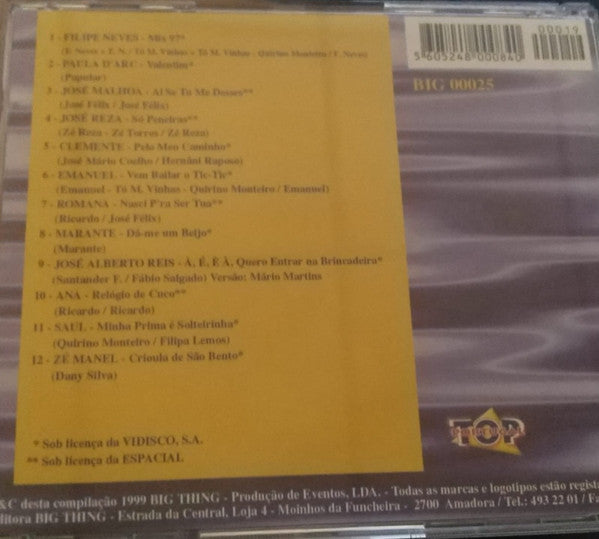 1 - FILIPE NEVES - Mix 97*
(F. Neves + T. N. / Tó M. Vinhas + Tó M. Vinhas - Quirino Monteiro / F. Neves)
2 - PAULA D'ARC - Valentim*
(Popular)
3 - JOSÉ MALHOA - Ai Se Tu Me Desses**
(José Félix / José Félix)
4 - JOSÉ REZA - Só Peneiras**
(Zé Reza - Zé Torres / Zé Reza)
5 - CLEMENTE - Pelo Meu Caminho*
(José Mário Coelho / Hernâni Raposo)
6 - EMANUEL - Vem Bailar o Tic-Tic*
(Emanuel - Tó M. Vinhas - Quirino Monteiro / Emanuel)
7 - ROMANA - Nasci P'ra Ser Tua**
(Ricardo / José Félix)
8 - MARANTE - Dá-me um Beijo*
(Marante)
9 - JOSÉ ALBERTO REIS - À, É, É À, Quero Entrar na Brincadeira*
(Santander F. / Fábio Salgado) Versão: Mário Martins
10 - ANA - Relógio de Cuco**
(Ricardo / Ricardo)
11 - SAUL - Minha Prima é Solteirinha*
(Quirino Monteiro / Filipa Lemos)
12 - ZÉ MANEL - Crioula de São Bento*
(Dany Silva)
* Sob licença da VIDISCO, S.A.
** Sob licença da ESPACIAL
00019
5 605248 000840
BIG 00025
TOP
&C desta compilação 1999 BIG THING - Produção de Eventos, LDA. - Todas as marcas e logotipos estão regista
ditora BIG THING - Estrada da Central, Loja 4 - Moinhos da Funcheira - 2700 Amadora / Tel.: 493 22 01 / Fa